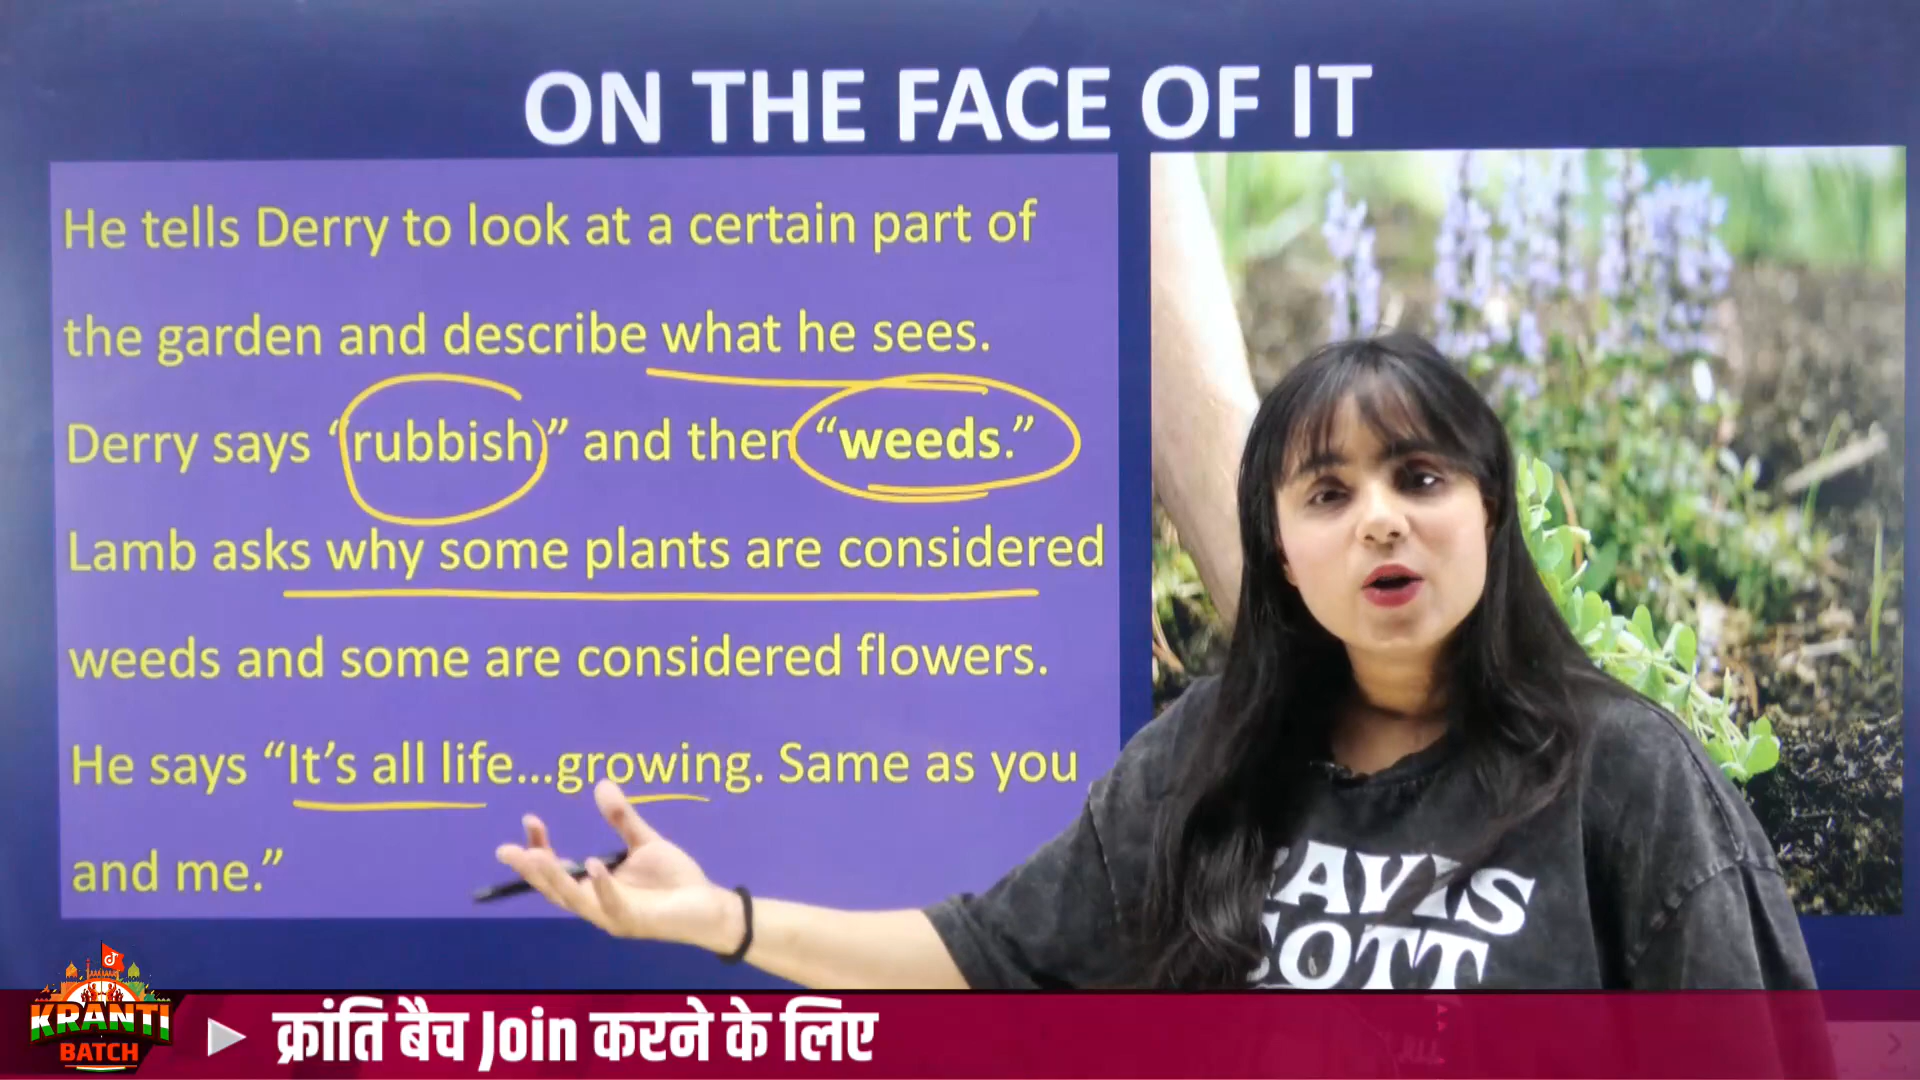 ON THE FACE OF IT
He tells Derry to look at a certain part of
the garden and describe what he sees.
Derry says “rubbish” and then “weeds.”
Lamb asks why some plants are considered
weeds and some are considered flowers.
He says “It’s all life...growing. Same as you
and me.”
AVIS
COTT
KRANTI
BATCH
क्रांति बैच Join करने के लिए